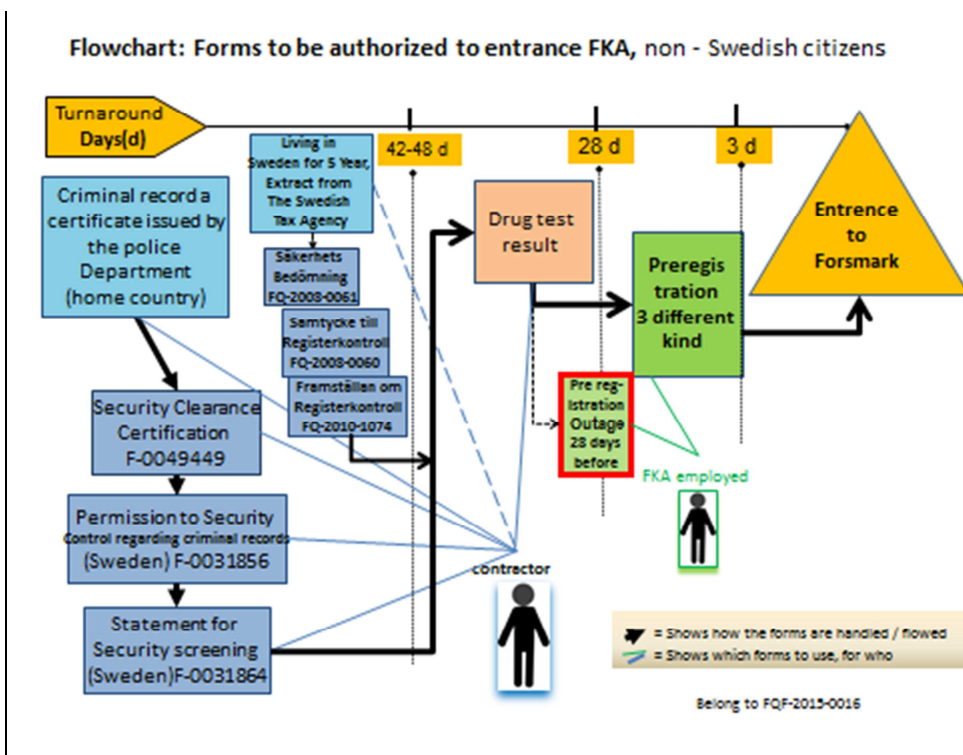 Flowchart: Forms to be authorized to entrance FKA, non - Swedish citizens
Turnaround
Days(d)
42-48 d
28 d
3 d
Living in
Sweden for 5 Year,
Extract from
The Swedish
Tax Agency
Criminal record a
certificate issued by
the police
Department
(home country)
Säkerhets
Bedömning
FQ-2008-0061
Samtycke till
Registerkontroll
FQ-2008-0060
Framställan om
Registerkontroll
FQ-2010-1074
Security Clearance
Certification
F-0049449
Permission to Security
Control regarding criminal records
(Sweden) F-0031856
Statement for
Security screening
(Sweden)F-0031864
Drug test
result
Preregis
tration
3 different
kind
Pre reg-
istration
Outage
28 days
before
Entrence
to
Forsmark
FKA employed
contractor
= Shows how the forms are handled / flowed
= Shows which forms to use, for who
Belong to FQF-2015-0016